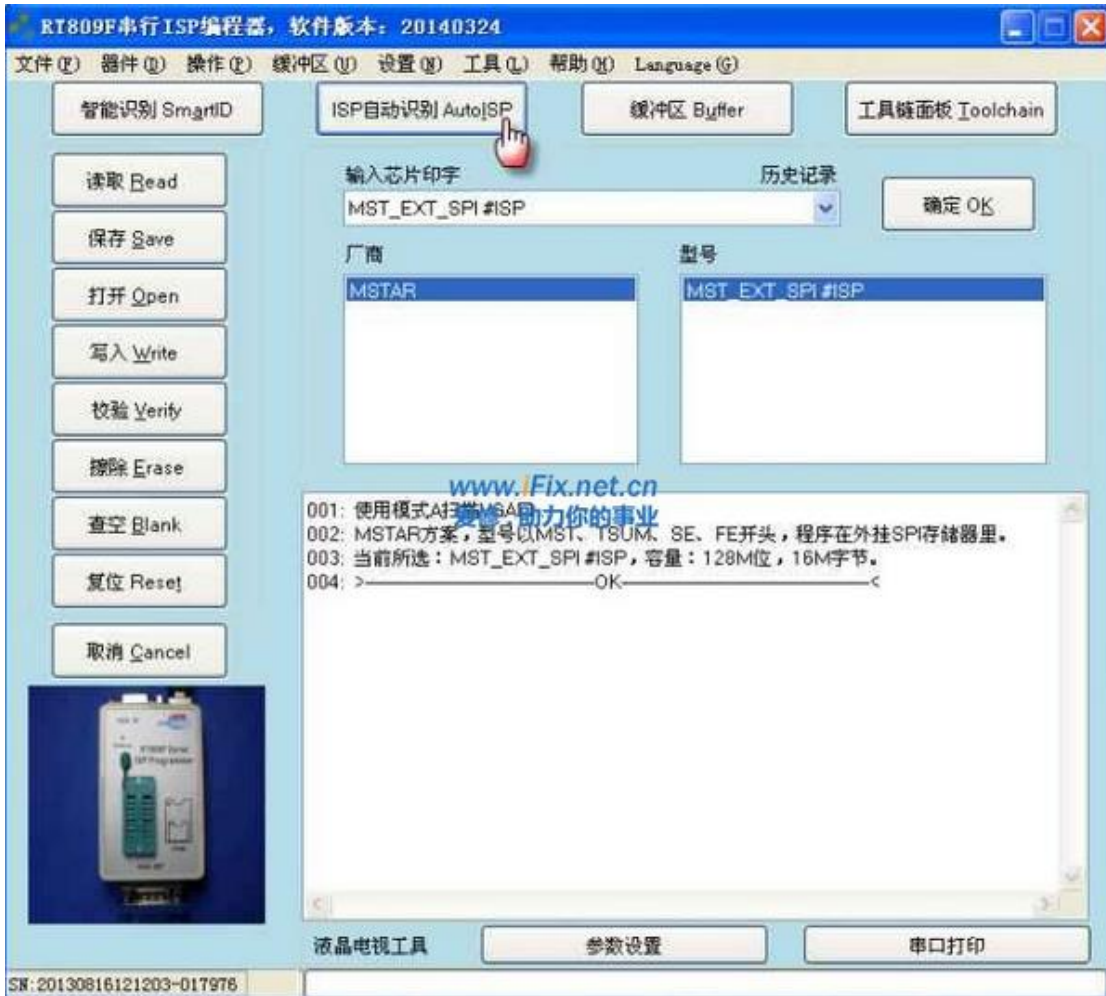 RT809F串行ISP编程器，软件版本：20140324
文件(F) 器件(D) 操作(P) 缓冲区(U) 设置(N) 工具(L) 帮助(H) Language(G)
智能识别 SmartID ISP自动识别 AutoISP 缓冲区 Buffer 工具链面板 Toolchain
读取 Read
保存 Save
打开 Open
写入 Write
校验 Verify
擦除 Erase
查空 Blank
复位 Reset
取消 Cancel
输入芯片印字 历史记录
MST_EXT_SPI #ISP
确定 OK
厂商 型号
MSTAR MST_EXT_SPI #ISP
www.iFix.net.cn
爱修·助力你的事业
001: 使用模式A扫描VGA口
002: MSTAR方案，型号以MST、TSUM、SE、FE开头，程序在外挂SPI存储器里。
003: 当前所选：MST_EXT_SPI #ISP，容量：128M位，16M字节。
004: >————————OK————————<
液晶电视工具 参数设置 串口打印
SN:20130816121203-017976